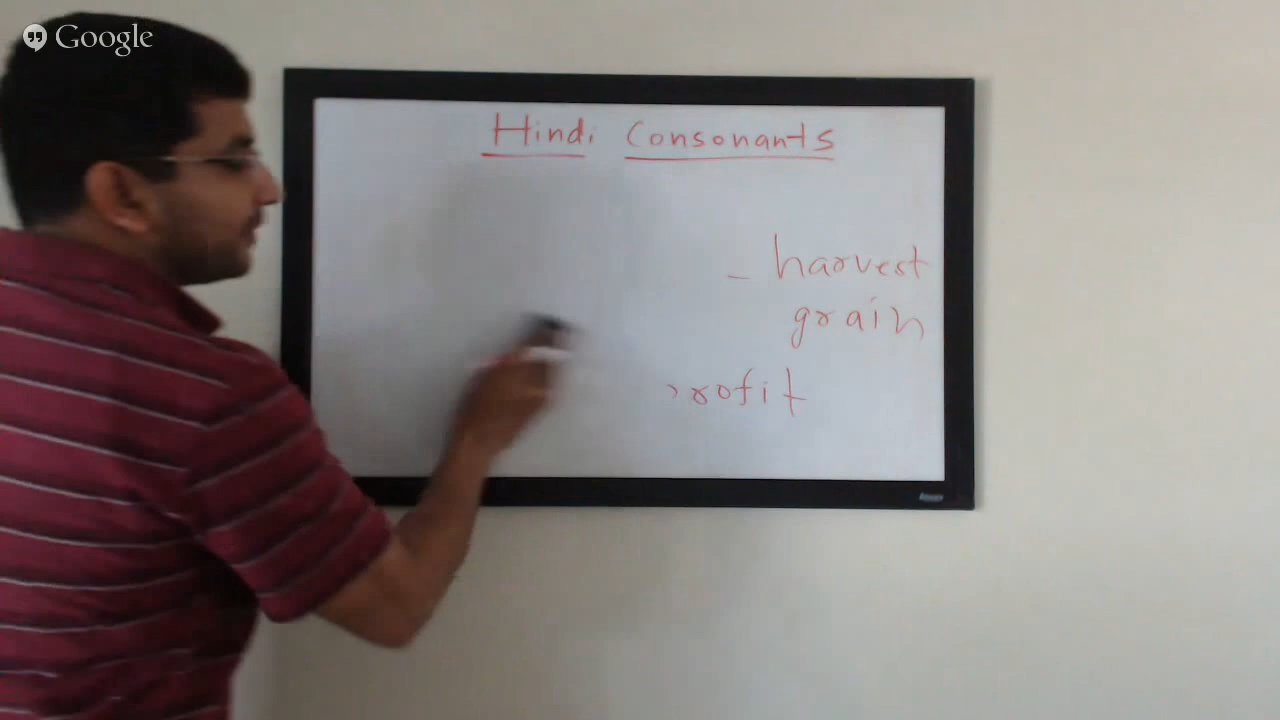 Google
Hindi Consonants
- harvest
grain
rofit